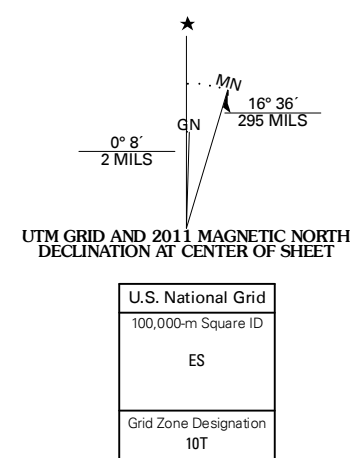 MN
GN
16° 36´
295 MILS
0° 8´
2 MILS
UTM GRID AND 2011 MAGNETIC NORTH
DECLINATION AT CENTER OF SHEET
U.S. National Grid
100,000-m Square ID
ES
Grid Zone Designation
10T